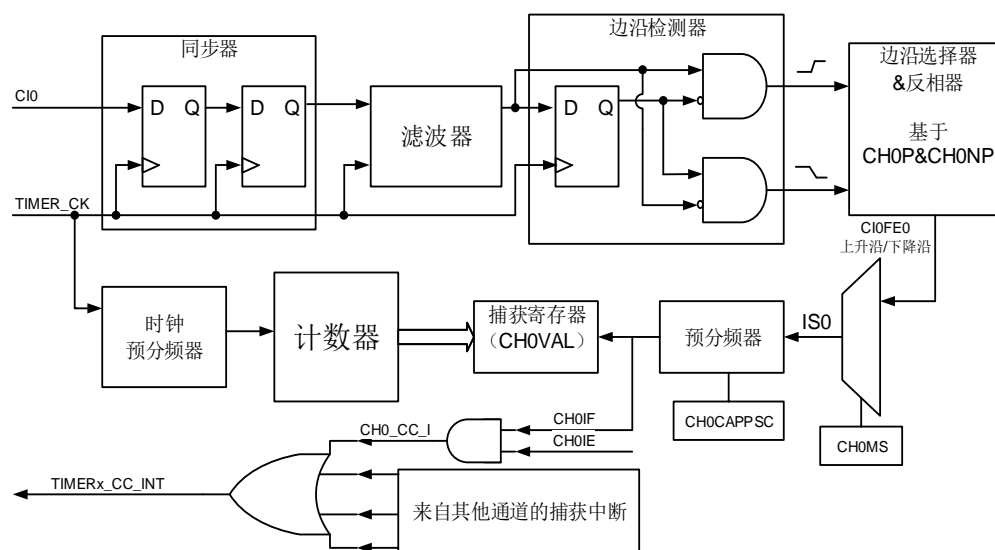 同步器
边沿检测器
CI0
D
Q
D
Q
滤波器
D
Q
边沿选择器
&反相器
基于
CH0P&CH0NP
TIMER_CK
CI0FE0
上升沿/下降沿
时钟
预分频器
计数器
捕获寄存器
（CH0VAL）
预分频器
IS0
CH0CAPPSC
CH0MS
CH0_CC_I
CH0IF
CH0IE
TIMERx_CC_INT
来自其他通道的捕获中断